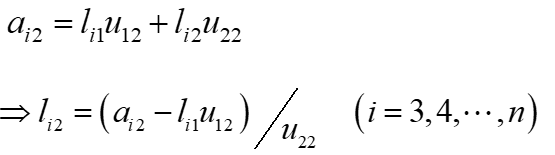 a_{i2} = l_{i1}u_{12} + l_{i2}u_{22}
⇒ l_{i2} = (a_{i2} − l_{i1}u_{12}) / u_{22} (i = 3, 4, ⋯, n)